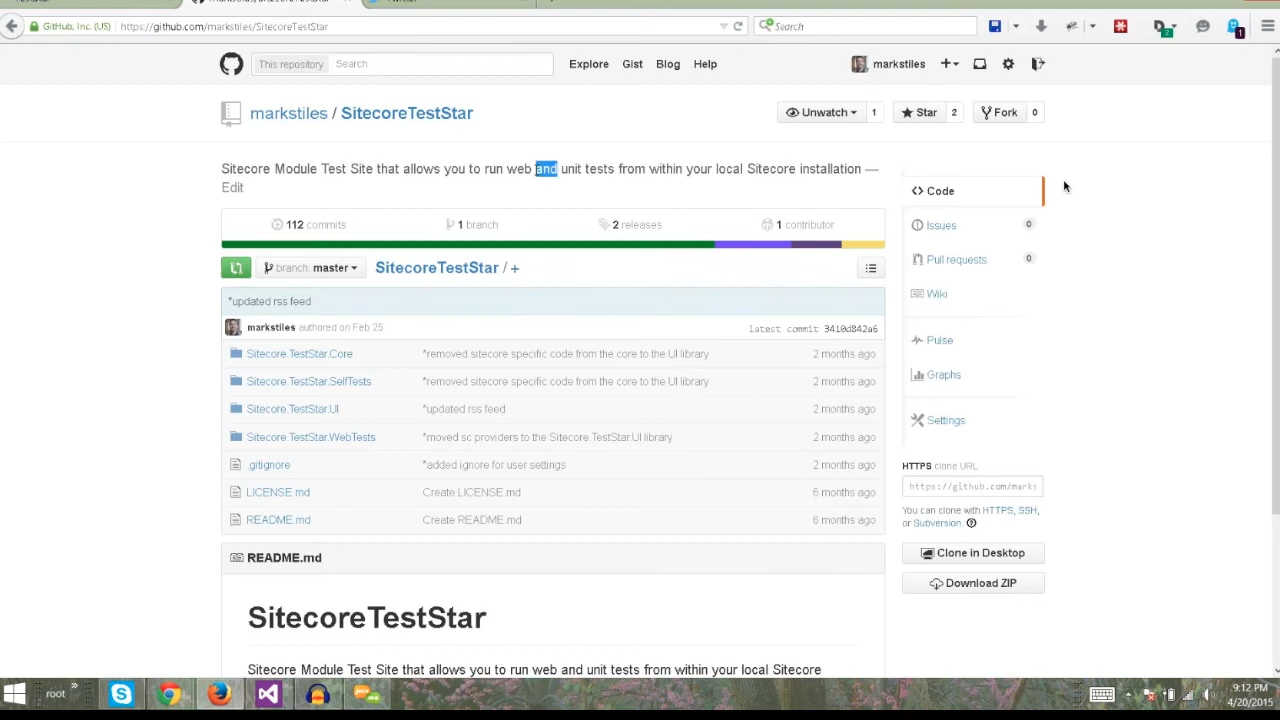 GitHub, Inc. (US) https://github.com/markstiles/SitecoreTestStar
Search
This repository Search Explore Gist Blog Help markstiles
markstiles / SitecoreTestStar
Unwatch 1 Star 2 Fork 0
Sitecore Module Test Site that allows you to run web and unit tests from within your local Sitecore installation —
Edit
112 commits 1 branch 2 releases 1 contributor
branch: master SitecoreTestStar / +
*updated rss feed
markstiles authored on Feb 25 latest commit 3410d842a6
Sitecore.TestStar.Core *removed sitecore specific code from the core to the UI library 2 months ago
Sitecore.TestStar.SelfTests *removed sitecore specific code from the core to the UI library 2 months ago
Sitecore.TestStar.UI *updated rss feed 2 months ago
Sitecore.TestStar.WebTests *moved sc providers to the Sitecore.TestStar.UI library 2 months ago
.gitignore *added ignore for user settings 2 months ago
LICENSE.md Create LICENSE.md 6 months ago
README.md Create README.md 6 months ago
README.md
SitecoreTestStar
Sitecore Module Test Site that allows you to run web and unit tests from within your local Sitecore
Code
Issues 0
Pull requests 0
Wiki
Pulse
Graphs
Settings
HTTPS clone URL
https://github.com/marks
You can clone with HTTPS, SSH,
or Subversion.
Clone in Desktop
Download ZIP
root
9:12 PM
4/20/2015